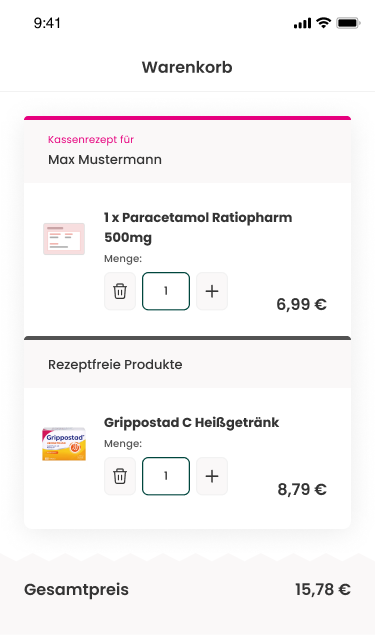 9:41
Warenkorb
Kassenrezept für
Max Mustermann
1 x Paracetamol Ratiopharm
500mg
Menge:
1
6,99 €
Rezeptfreie Produkte
Grippostad C Heißgetränk
Grippostad
Menge:
1
8,79 €
Gesamtpreis
15,78 €